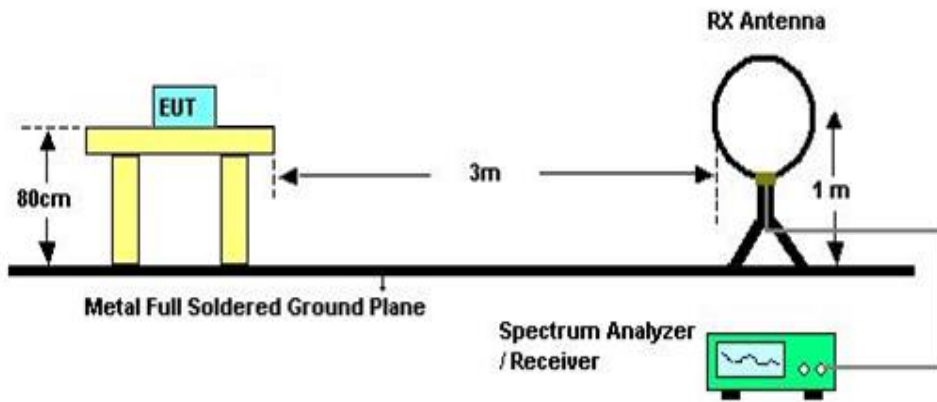 RX Antenna
EUT
80cm
3m
1 m
Metal Full Soldered Ground Plane
Spectrum Analyzer
/ Receiver